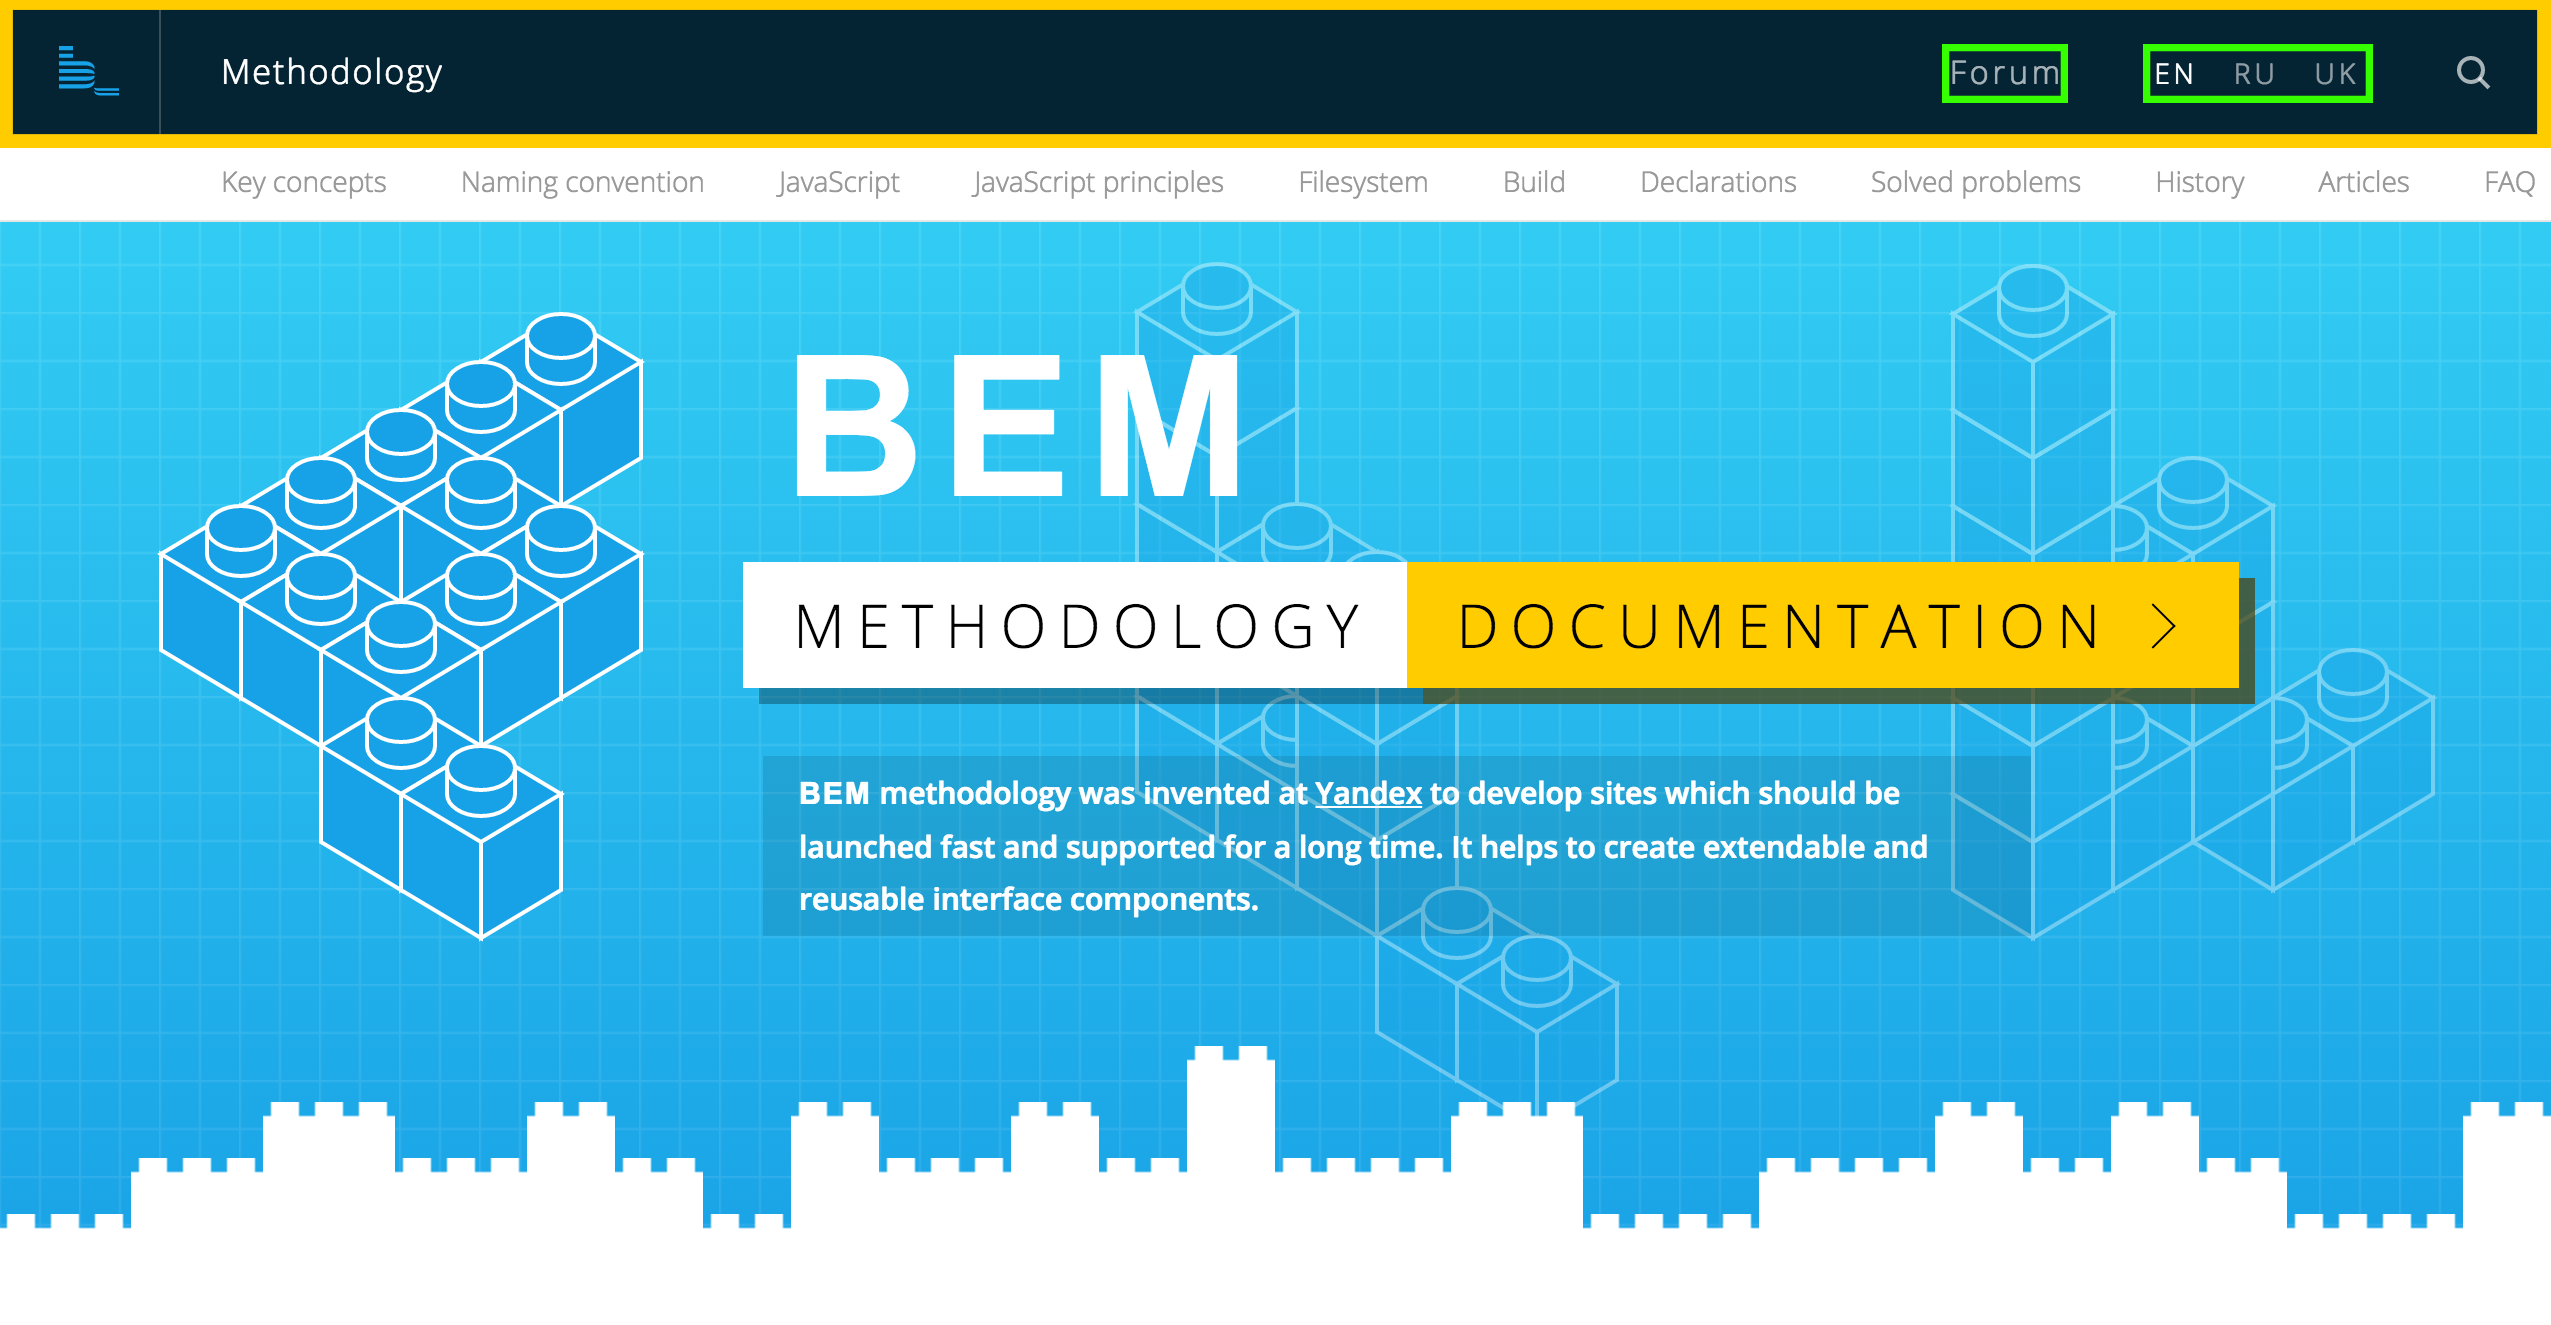 Methodology Forum EN RU UK
Key concepts Naming convention JavaScript JavaScript principles Filesystem Build Declarations Solved problems History Articles FAQ
BEM
METHODOLOGY DOCUMENTATION >
BEM methodology was invented at Yandex to develop sites which should be
launched fast and supported for a long time. It helps to create extendable and
reusable interface components.